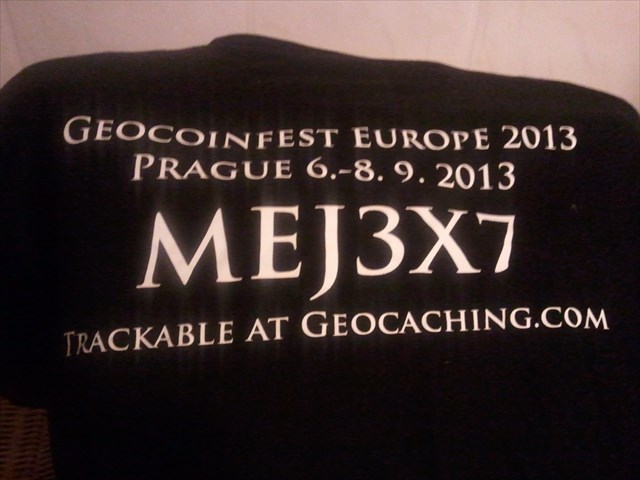 Geocoinfest Europe 2013
Prague 6.-8. 9. 2013
MEJ3X7
Trackable at Geocaching.com